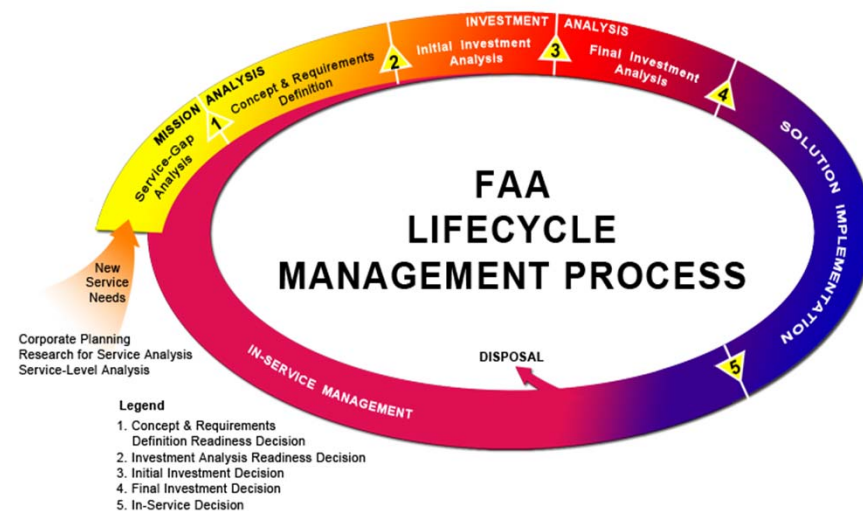 MISSION ANALYSIS
Service-Gap
Analysis
1
Concept & Requirements
Definition
2
INVESTMENT ANALYSIS
Initial Investment
Analysis
3
Final Investment
Analysis
4
SOLUTION IMPLEMENTATION
5
FAA
LIFECYCLE
MANAGEMENT PROCESS
New
Service
Needs
Corporate Planning
Research for Service Analysis
Service-Level Analysis
IN-SERVICE MANAGEMENT
DISPOSAL
Legend
1. Concept & Requirements
Definition Readiness Decision
2. Investment Analysis Readiness Decision
3. Initial Investment Decision
4. Final Investment Decision
5. In-Service Decision